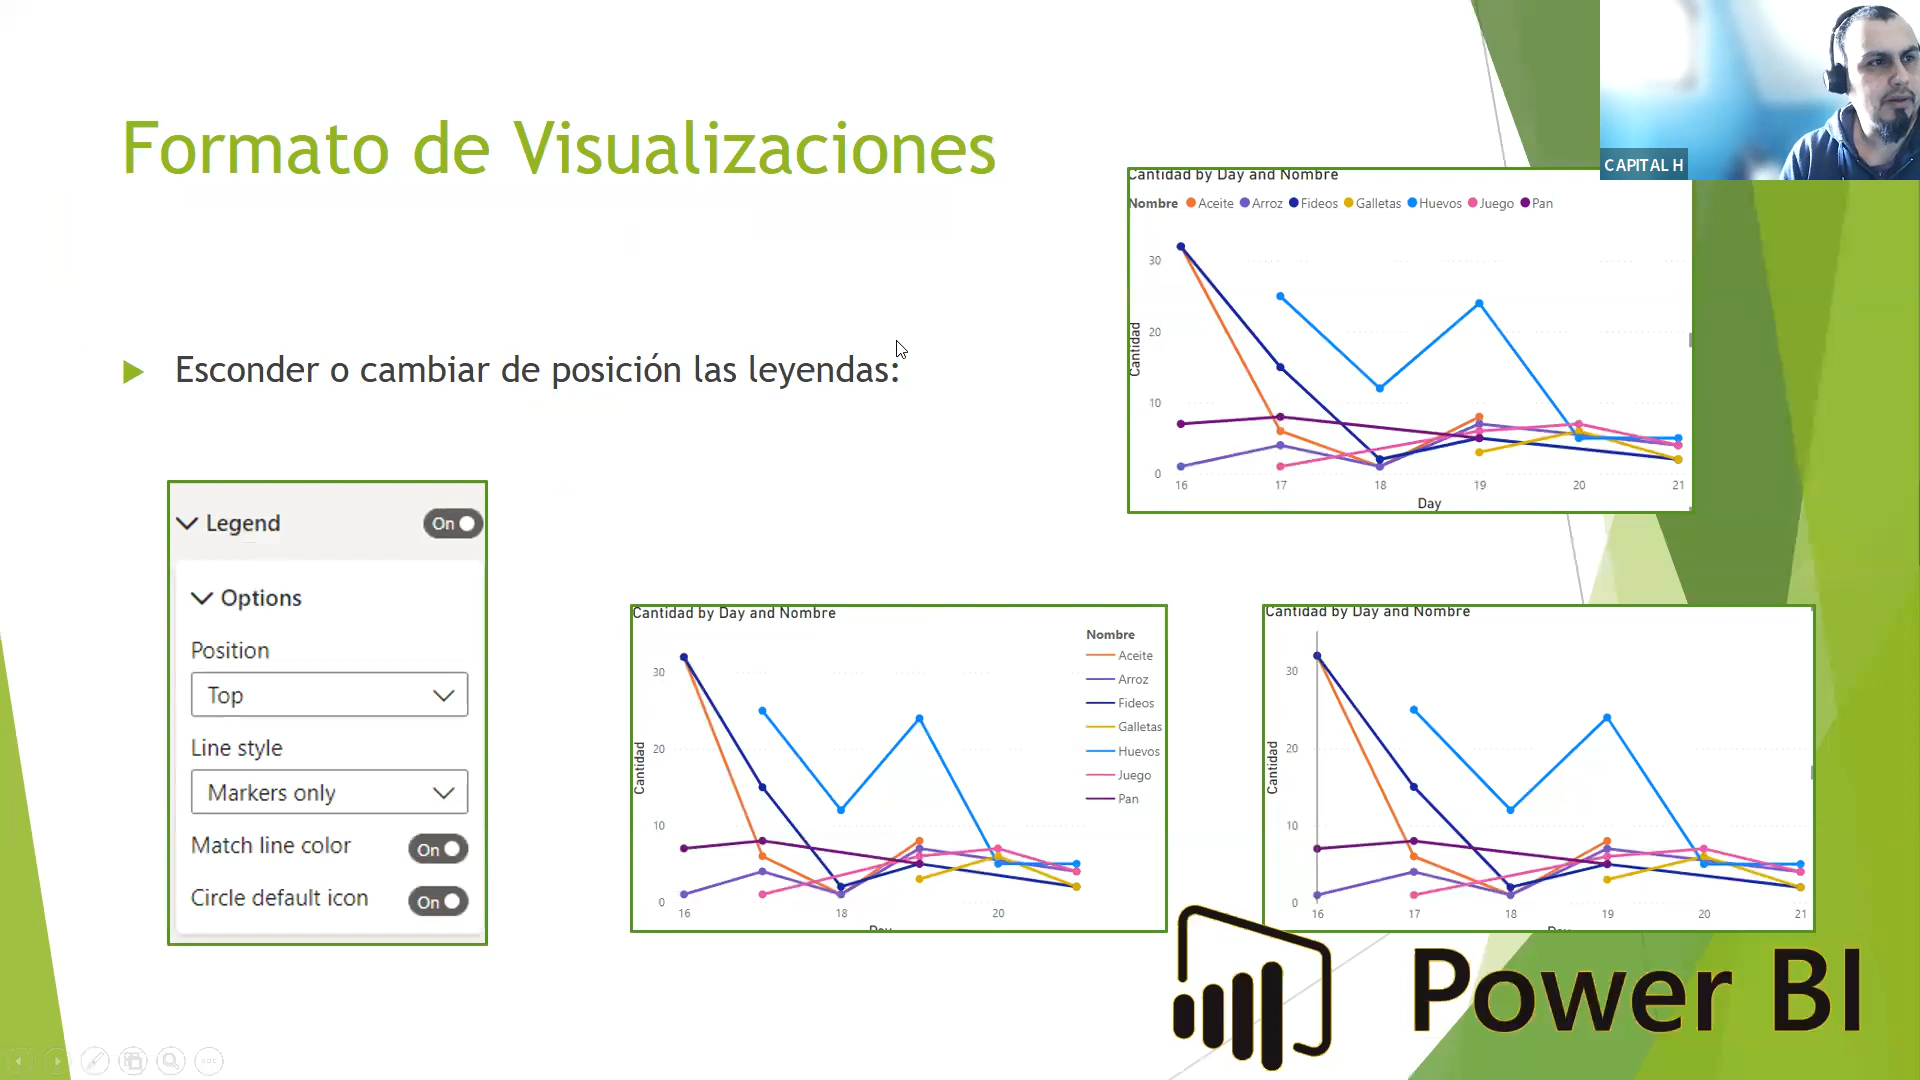 Formato de Visualizaciones
CAPITAL H
Esconder o cambiar de posición las leyendas:
Cantidad by Day and Nombre
Nombre Aceite Arroz Fideos Galletas Huevos Juego Pan
30
20
10
0
Cantidad
16 17 18 19 20 21
Day
Legend On
Options
Position
Top
Line style
Markers only
Match line color On
Circle default icon On
Cantidad by Day and Nombre
Nombre
Aceite
Arroz
Fideos
Galletas
Huevos
Juego
Pan
30
20
10
0
Cantidad
16 18 20
Day
Cantidad by Day and Nombre
30
20
10
0
Cantidad
16 17 18 19 20 21
Day
Power BI